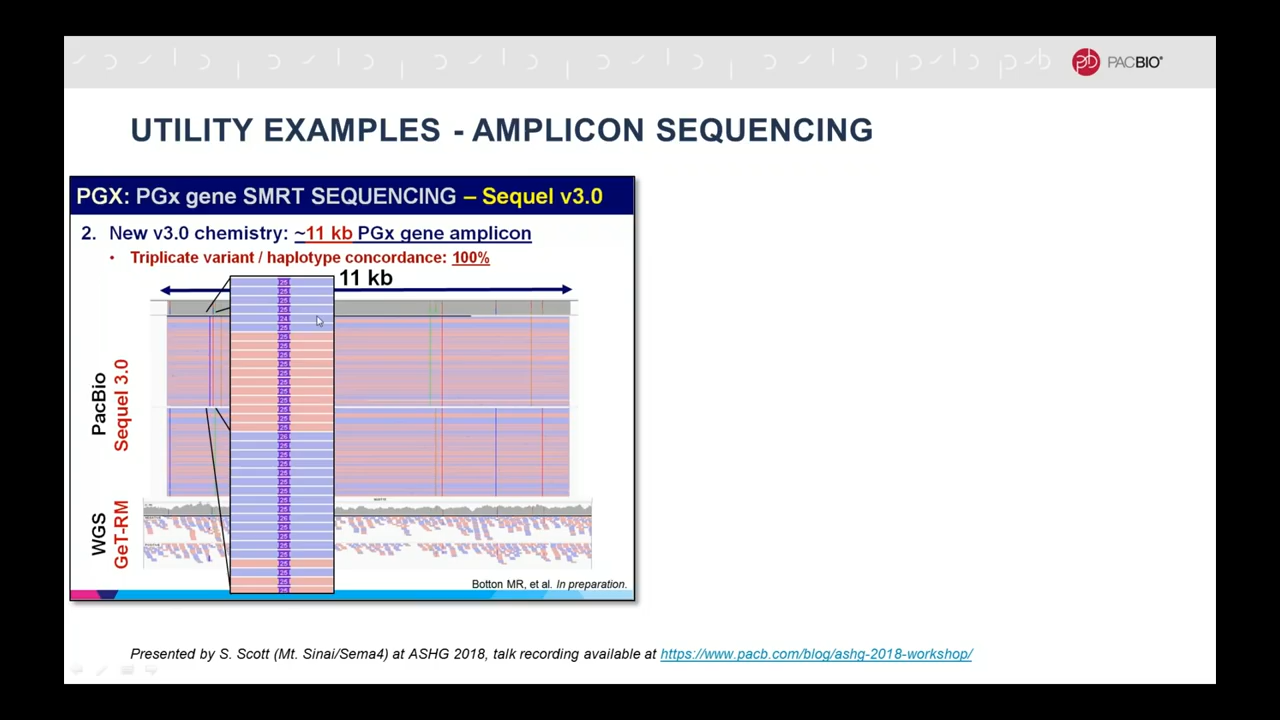 PACBIO®
UTILITY EXAMPLES - AMPLICON SEQUENCING
PGX: PGx gene SMRT SEQUENCING – Sequel v3.0
2. New v3.0 chemistry: ~11 kb PGx gene amplicon
• Triplicate variant / haplotype concordance: 100%
11 kb
PacBio
Sequel 3.0
WGS
GeT-RM
Botton MR, et al. In preparation.
Presented by S. Scott (Mt. Sinai/Sema4) at ASHG 2018, talk recording available at https://www.pacb.com/blog/ashg-2018-workshop/